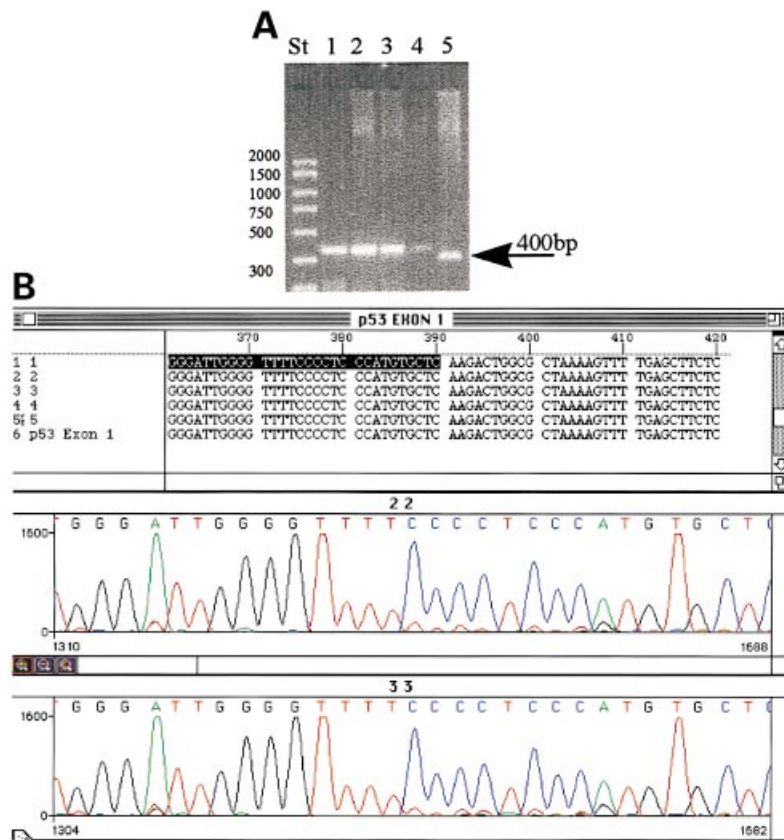 A
St 1 2 3 4 5
2000
1500
1000
750
500
300
400bp
B
p53 EXON 1
370 380 390 400 410 420
1 1 GGGATTGGGG TTTTCCCCTC CCATGTGCTC AAGACTGGCG CTAAAAGTTT TGAGCTTCTC
2 2 GGGATTGGGG TTTTCCCCTC CCATGTGCTC AAGACTGGCG CTAAAAGTTT TGAGCTTCTC
3 3 GGGATTGGGG TTTTCCCCTC CCATGTGCTC AAGACTGGCG CTAAAAGTTT TGAGCTTCTC
4 4 GGGATTGGGG TTTTCCCCTC CCATGTGCTC AAGACTGGCG CTAAAAGTTT TGAGCTTCTC
5 GGGATTGGGG TTTTCCCCTC CCATGTGCTC AAGACTGGCG CTAAAAGTTT TGAGCTTCTC
6 p53 Exon 1 GGGATTGGGG TTTTCCCCTC CCATGTGCTC AAGACTGGCG CTAAAAGTTT TGAGCTTCTC
2 2
G G G A T T G G G G T T T T C C C C T C C C A T G T G C T C
1500
0
1310 1688
3 3
G G G A T T G G G G T T T T C C C C T C C C A T G T G C T C
1600
0
1304 1682